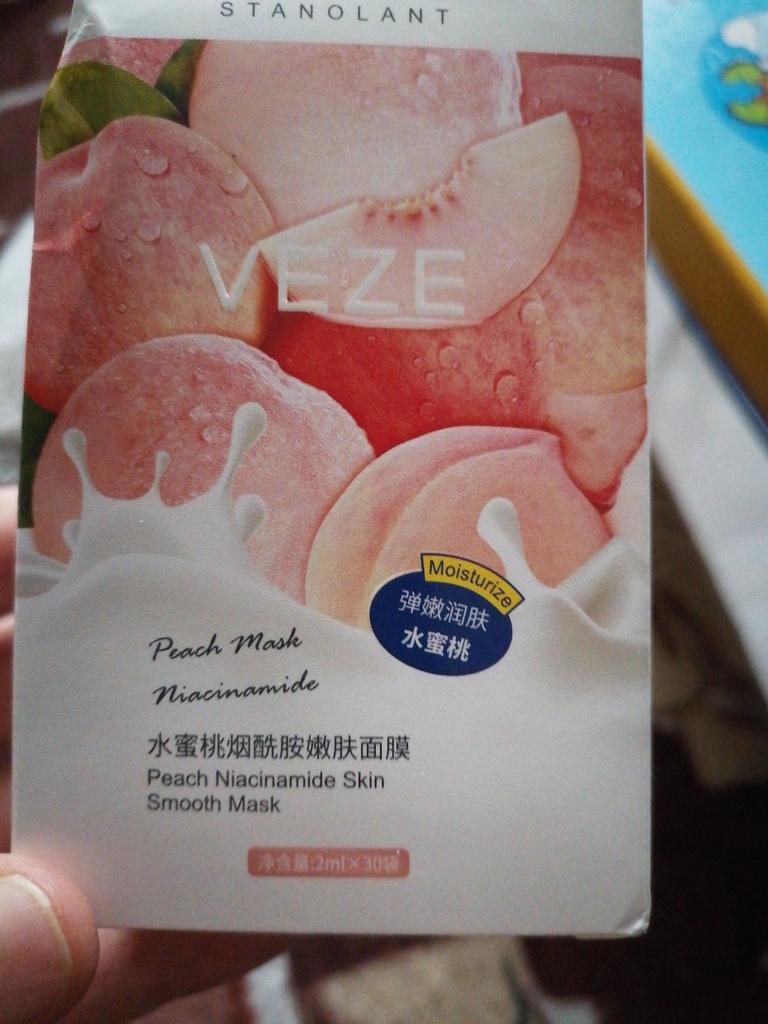 STANOLANT
VEZE
Moisturize
弹嫩润肤
水蜜桃
Peach Mask
Niacinamide
水蜜桃烟酰胺嫩肤面膜
Peach Niacinamide Skin
Smooth Mask
净含量:2ml×30袋